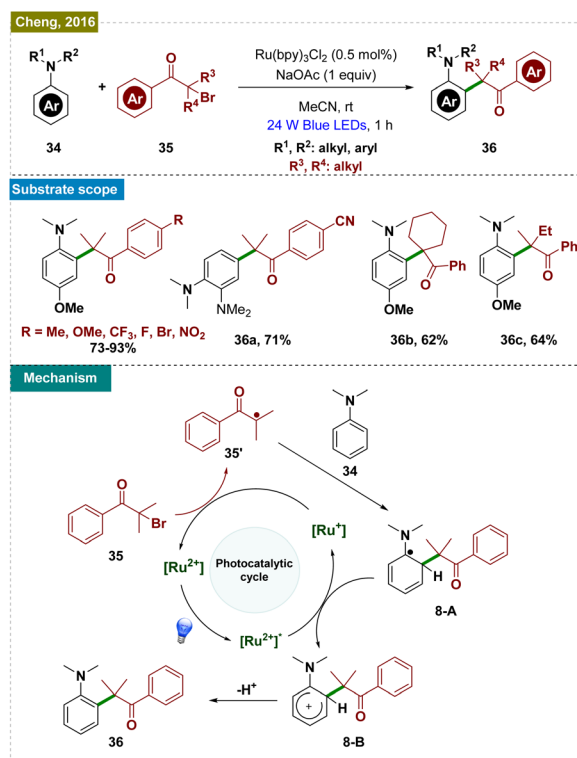 Cheng, 2016
R1 N R2
Ar
34
+
Ar
O
R3
Br
R4
35
Ru(bpy)3Cl2 (0.5 mol%)
NaOAc (1 equiv)
MeCN, rt
24 W Blue LEDs, 1 h
R1, R2: alkyl, aryl
R3, R4: alkyl
R1 N R2
R3 R4
Ar
Ar
O
36
Substrate scope
N
R
O
OMe
R = Me, OMe, CF3, F, Br, NO2
73-93%
CN
O
N
NMe2
36a, 71%
N
Ph
O
OMe
36b, 62%
N
Et
Ph
O
OMe
36c, 64%
Mechanism
O
35'
N
34
O
Br
35
[Ru+]
[Ru2+]
Photocatalytic
cycle
[Ru2+]*
N
H
O
8-A
N
O
36
-H+
N
+
H
O
8-B